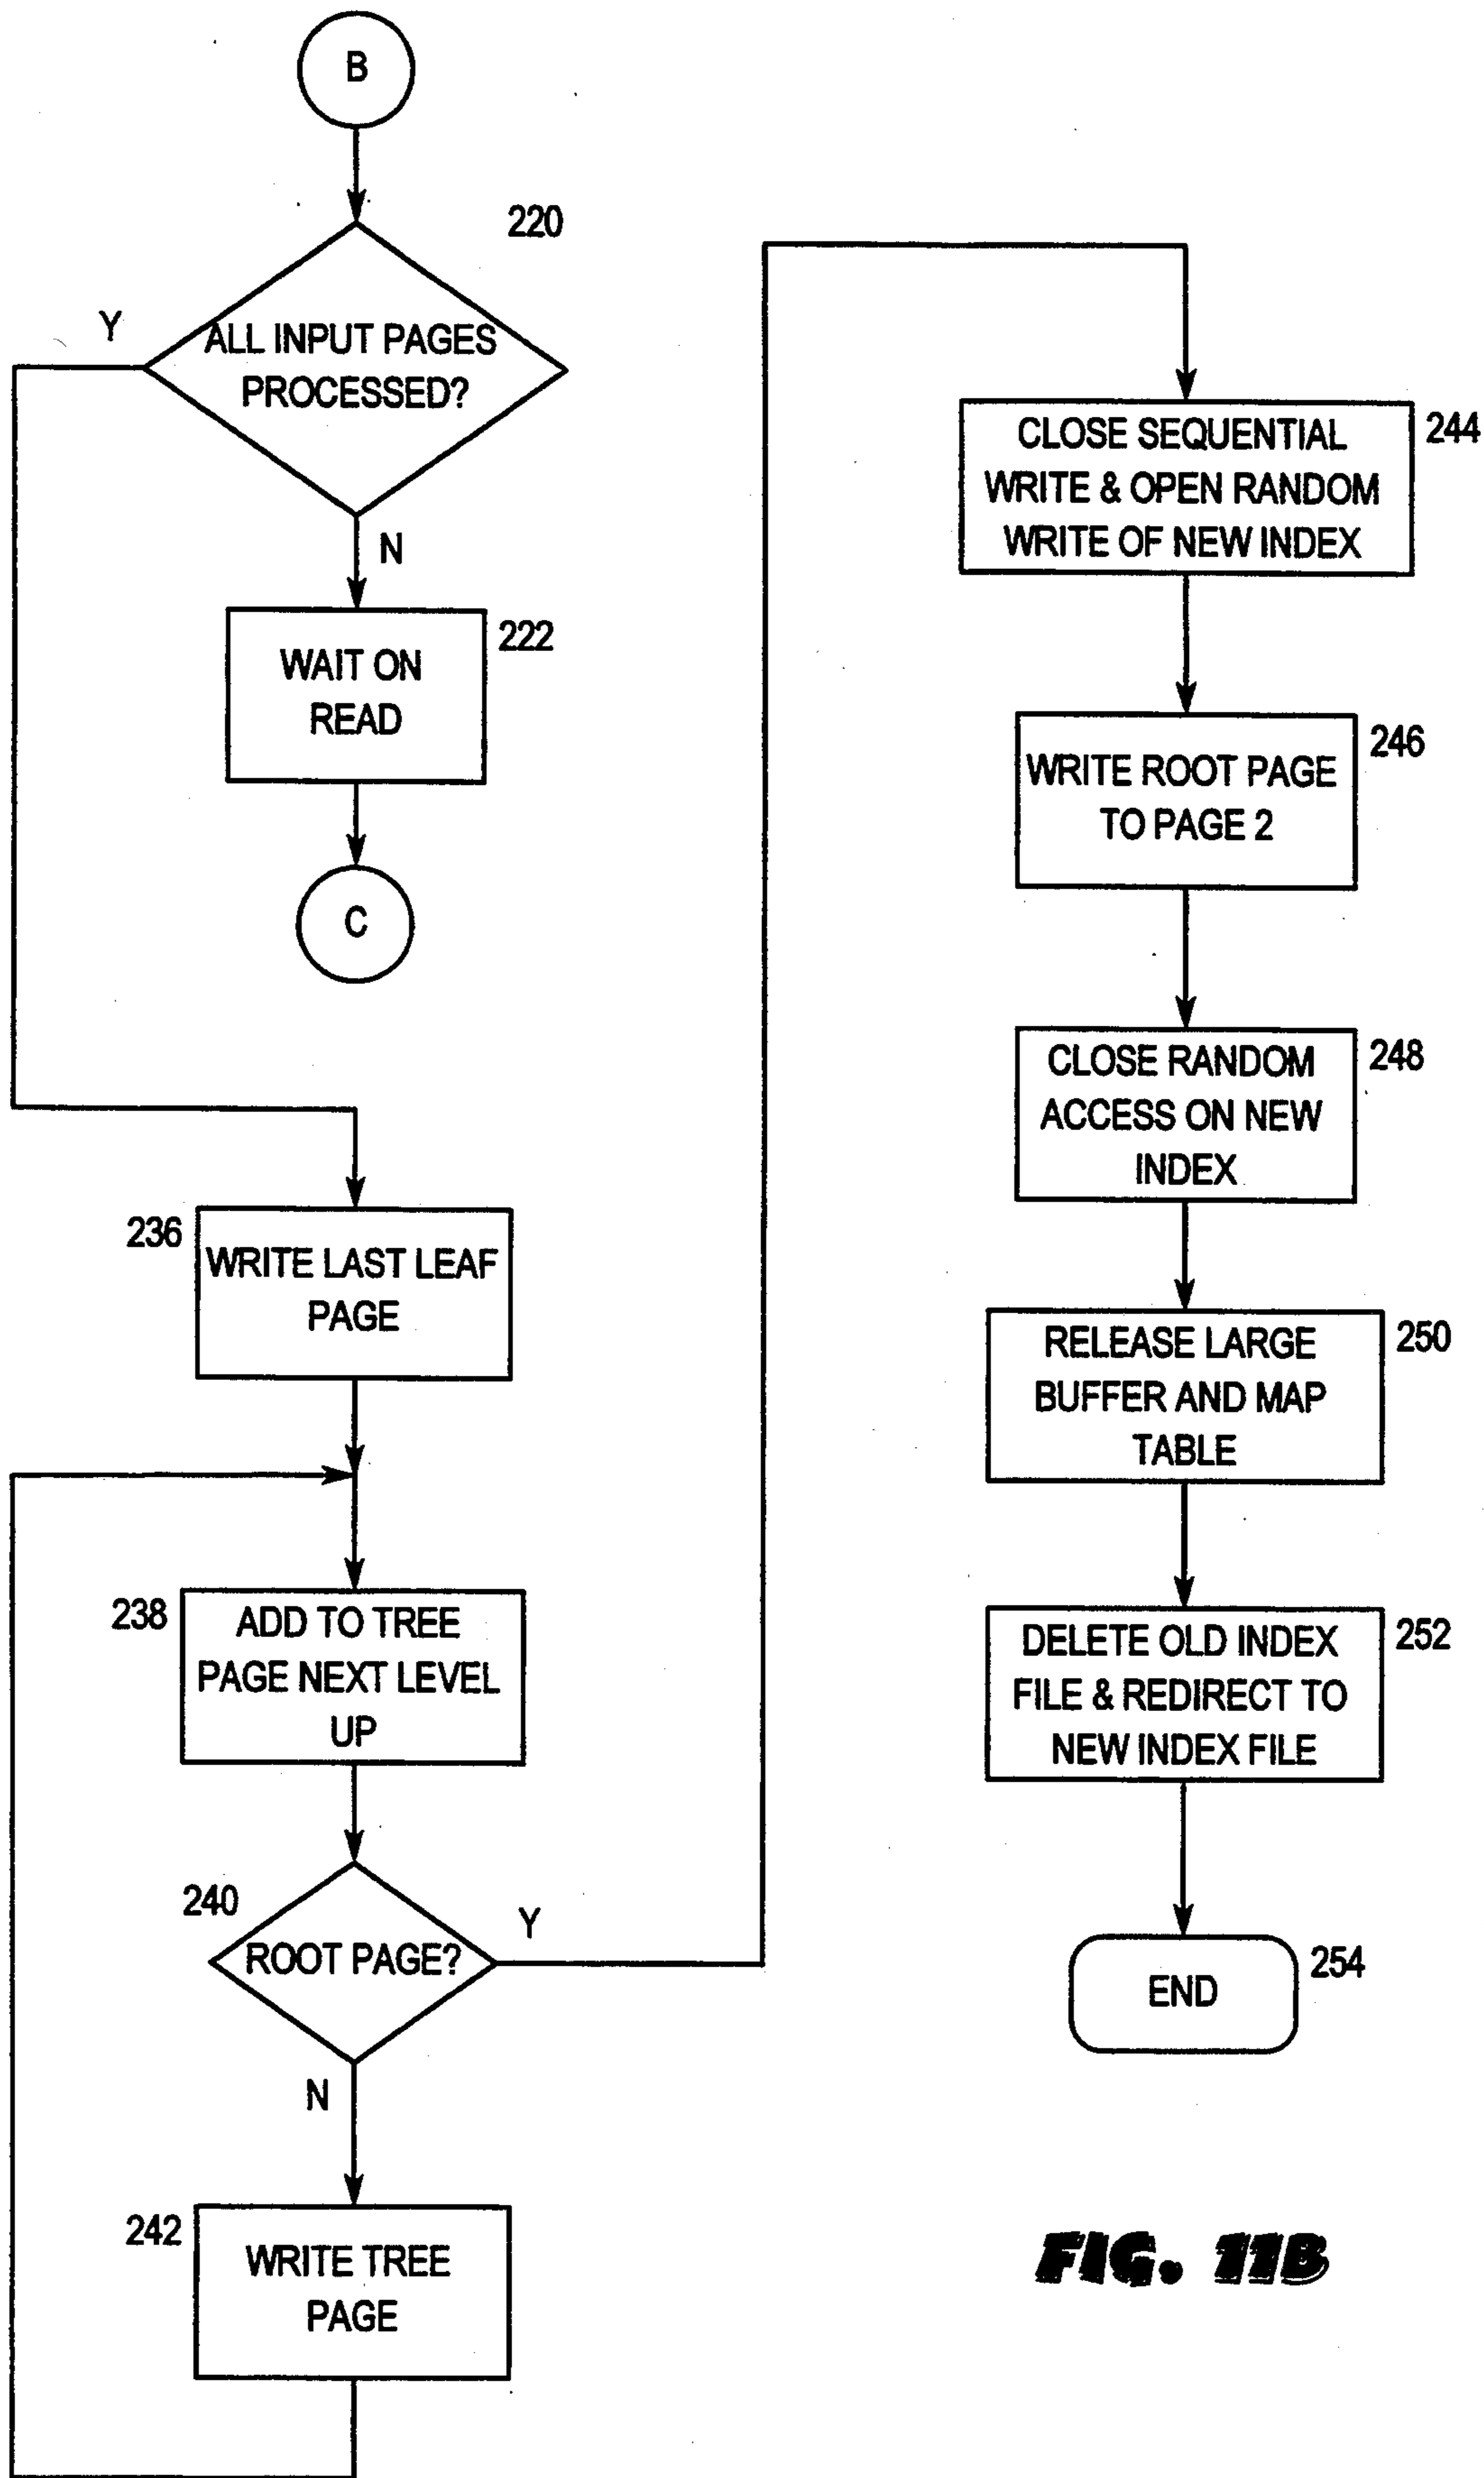 B
220
Y
ALL INPUT PAGES
PROCESSED?
N
222
WAIT ON
READ
C
236
WRITE LAST LEAF
PAGE
238
ADD TO TREE
PAGE NEXT LEVEL
UP
240
ROOT PAGE?
Y
N
242
WRITE TREE
PAGE
244
CLOSE SEQUENTIAL
WRITE & OPEN RANDOM
WRITE OF NEW INDEX
246
WRITE ROOT PAGE
TO PAGE 2
248
CLOSE RANDOM
ACCESS ON NEW
INDEX
250
RELEASE LARGE
BUFFER AND MAP
TABLE
252
DELETE OLD INDEX
FILE & REDIRECT TO
NEW INDEX FILE
254
END
FIG. 11B